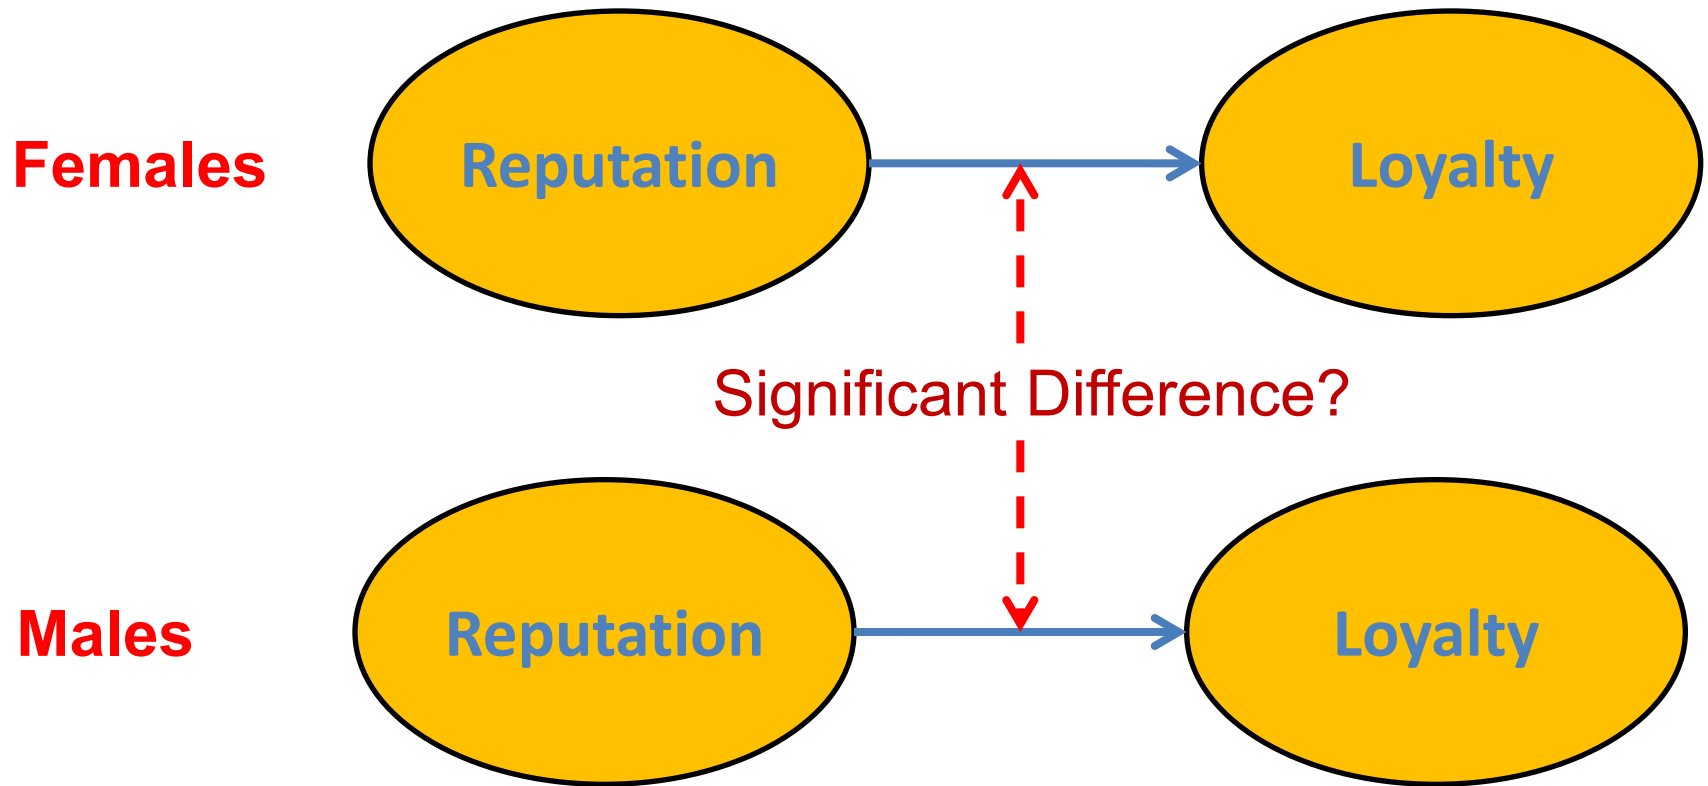 Females
Reputation
Loyalty
Significant Difference?
Males
Reputation
Loyalty